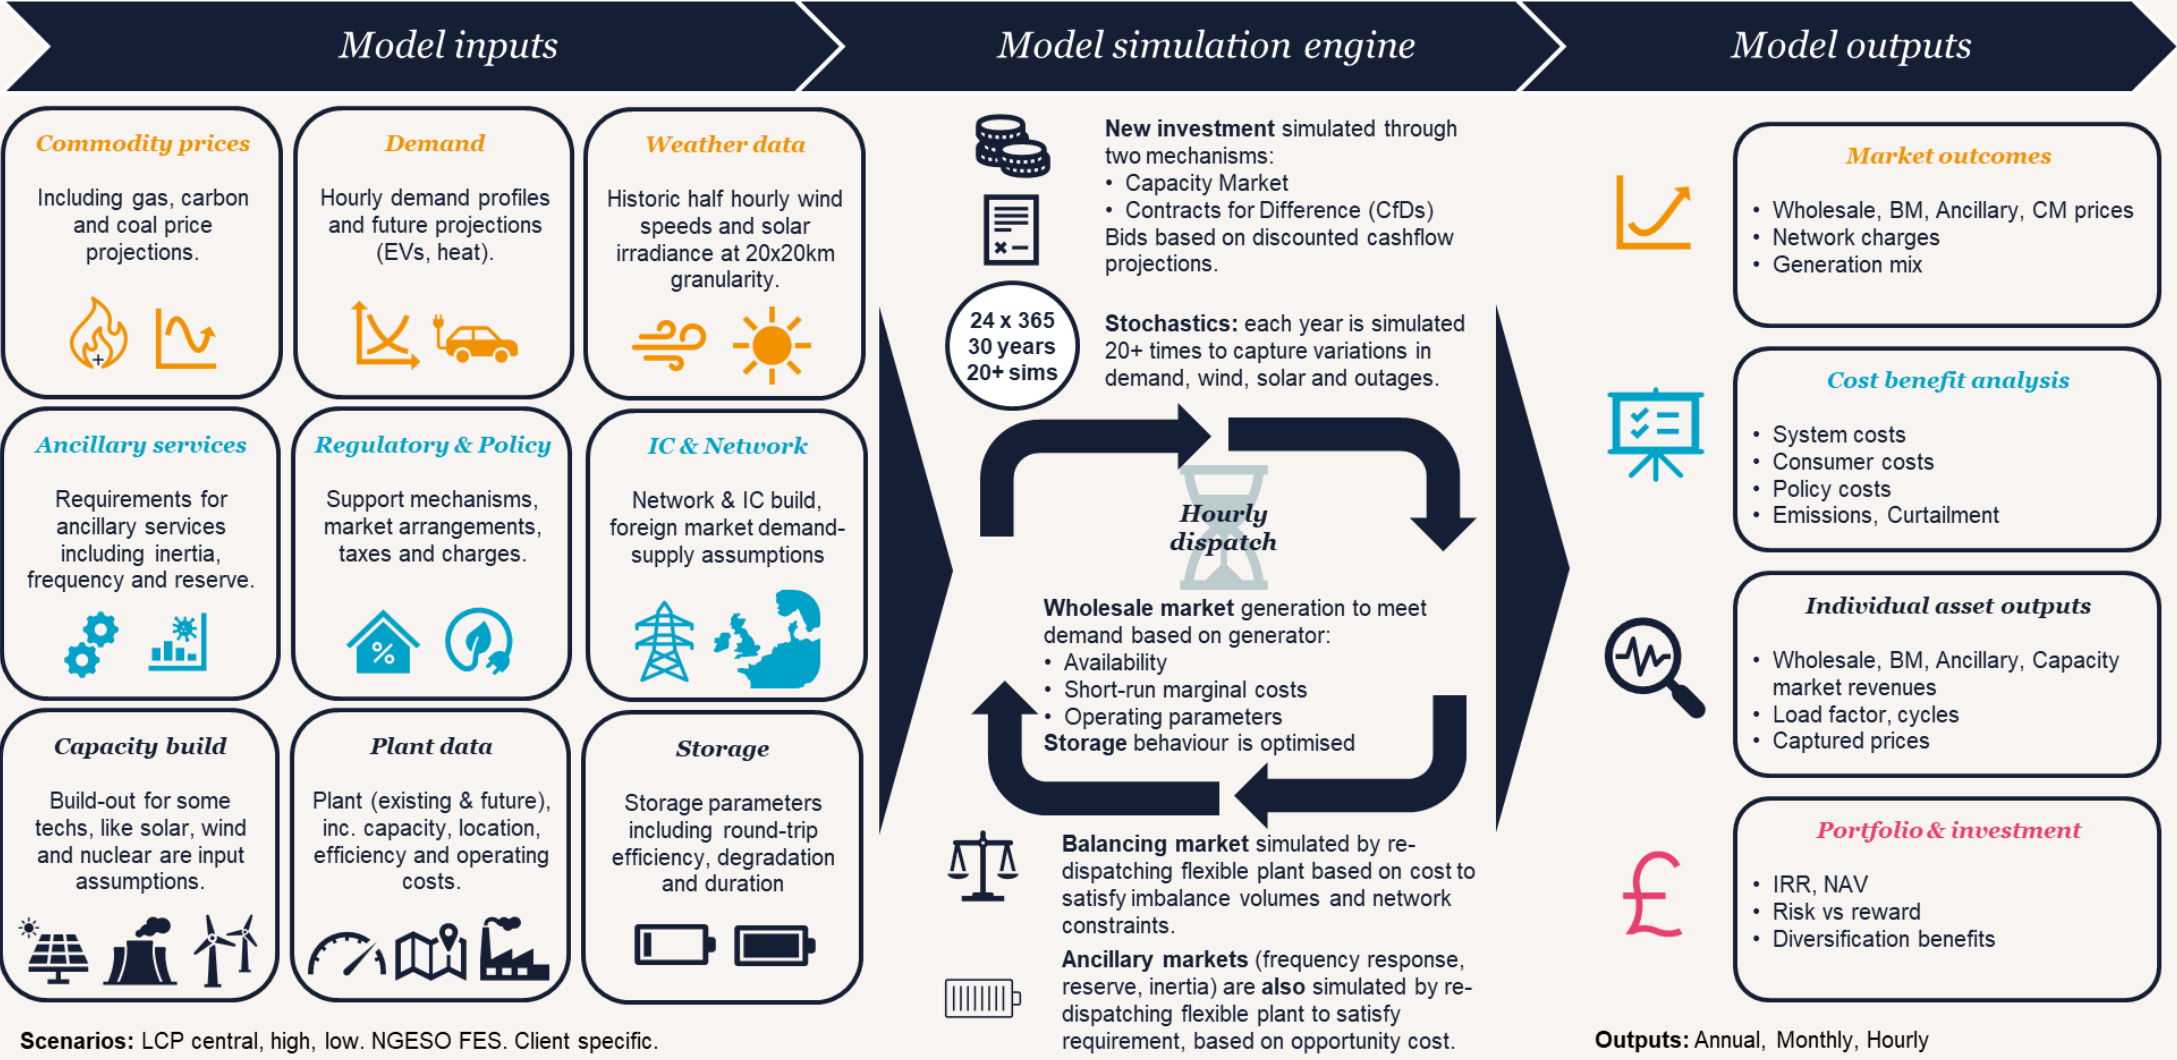 Model inputs
Model simulation engine
Model outputs
Commodity prices
Including gas, carbon
and coal price
projections.
Demand
Hourly demand profiles
and future projections
(EVs, heat).
Weather data
Historic half hourly wind
speeds and solar
irradiance at 20x20km
granularity.
Ancillary services
Requirements for
ancillary services
including inertia,
frequency and reserve.
Regulatory & Policy
Support mechanisms,
market arrangements,
taxes and charges.
%
IC & Network
Network & IC build,
foreign market demand-
supply assumptions
Capacity build
Build-out for some
techs, like solar, wind
and nuclear are input
assumptions.
Plant data
Plant (existing & future),
inc. capacity, location,
efficiency and operating
costs.
Storage
Storage parameters
including round-trip
efficiency, degradation
and duration
Scenarios: LCP central, high, low. NGESO FES. Client specific.
New investment simulated through
two mechanisms:
• Capacity Market
• Contracts for Difference (CfDs)
Bids based on discounted cashflow
projections.
24 x 365
30 years
20+ sims
Stochastics: each year is simulated
20+ times to capture variations in
demand, wind, solar and outages.
Hourly
dispatch
Wholesale market generation to meet
demand based on generator:
• Availability
• Short-run marginal costs
• Operating parameters
Storage behaviour is optimised
Balancing market simulated by re-
dispatching flexible plant based on cost to
satisfy imbalance volumes and network
constraints.
Ancillary markets (frequency response,
reserve, inertia) are also simulated by re-
dispatching flexible plant to satisfy
requirement, based on opportunity cost.
Market outcomes
• Wholesale, BM, Ancillary, CM prices
• Network charges
• Generation mix
Cost benefit analysis
• System costs
• Consumer costs
• Policy costs
• Emissions, Curtailment
Individual asset outputs
• Wholesale, BM, Ancillary, Capacity
market revenues
• Load factor, cycles
• Captured prices
£
Portfolio & investment
• IRR, NAV
• Risk vs reward
• Diversification benefits
Outputs: Annual, Monthly, Hourly